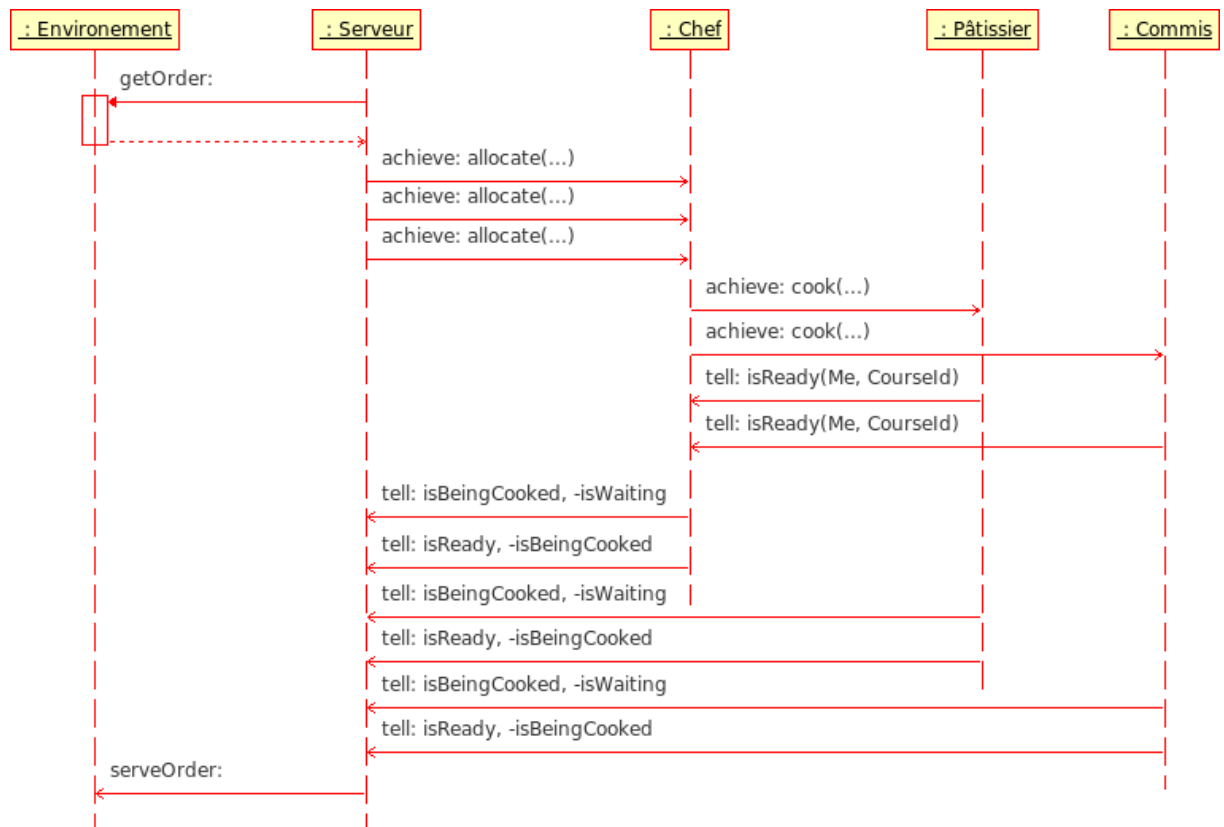 : Environement
: Serveur
: Chef
: Pâtissier
: Commis
getOrder:
achieve: allocate(...)
achieve: allocate(...)
achieve: allocate(...)
achieve: cook(...)
achieve: cook(...)
tell: isReady(Me, CourseId)
tell: isReady(Me, CourseId)
tell: isBeingCooked, -isWaiting
tell: isReady, -isBeingCooked
tell: isBeingCooked, -isWaiting
tell: isReady, -isBeingCooked
tell: isBeingCooked, -isWaiting
tell: isReady, -isBeingCooked
serveOrder: